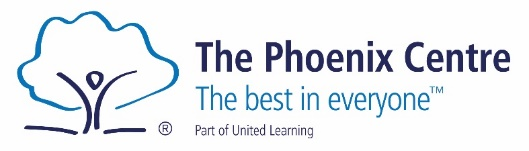 The Phoenix Centre
The best in everyone™
Part of United Learning
®